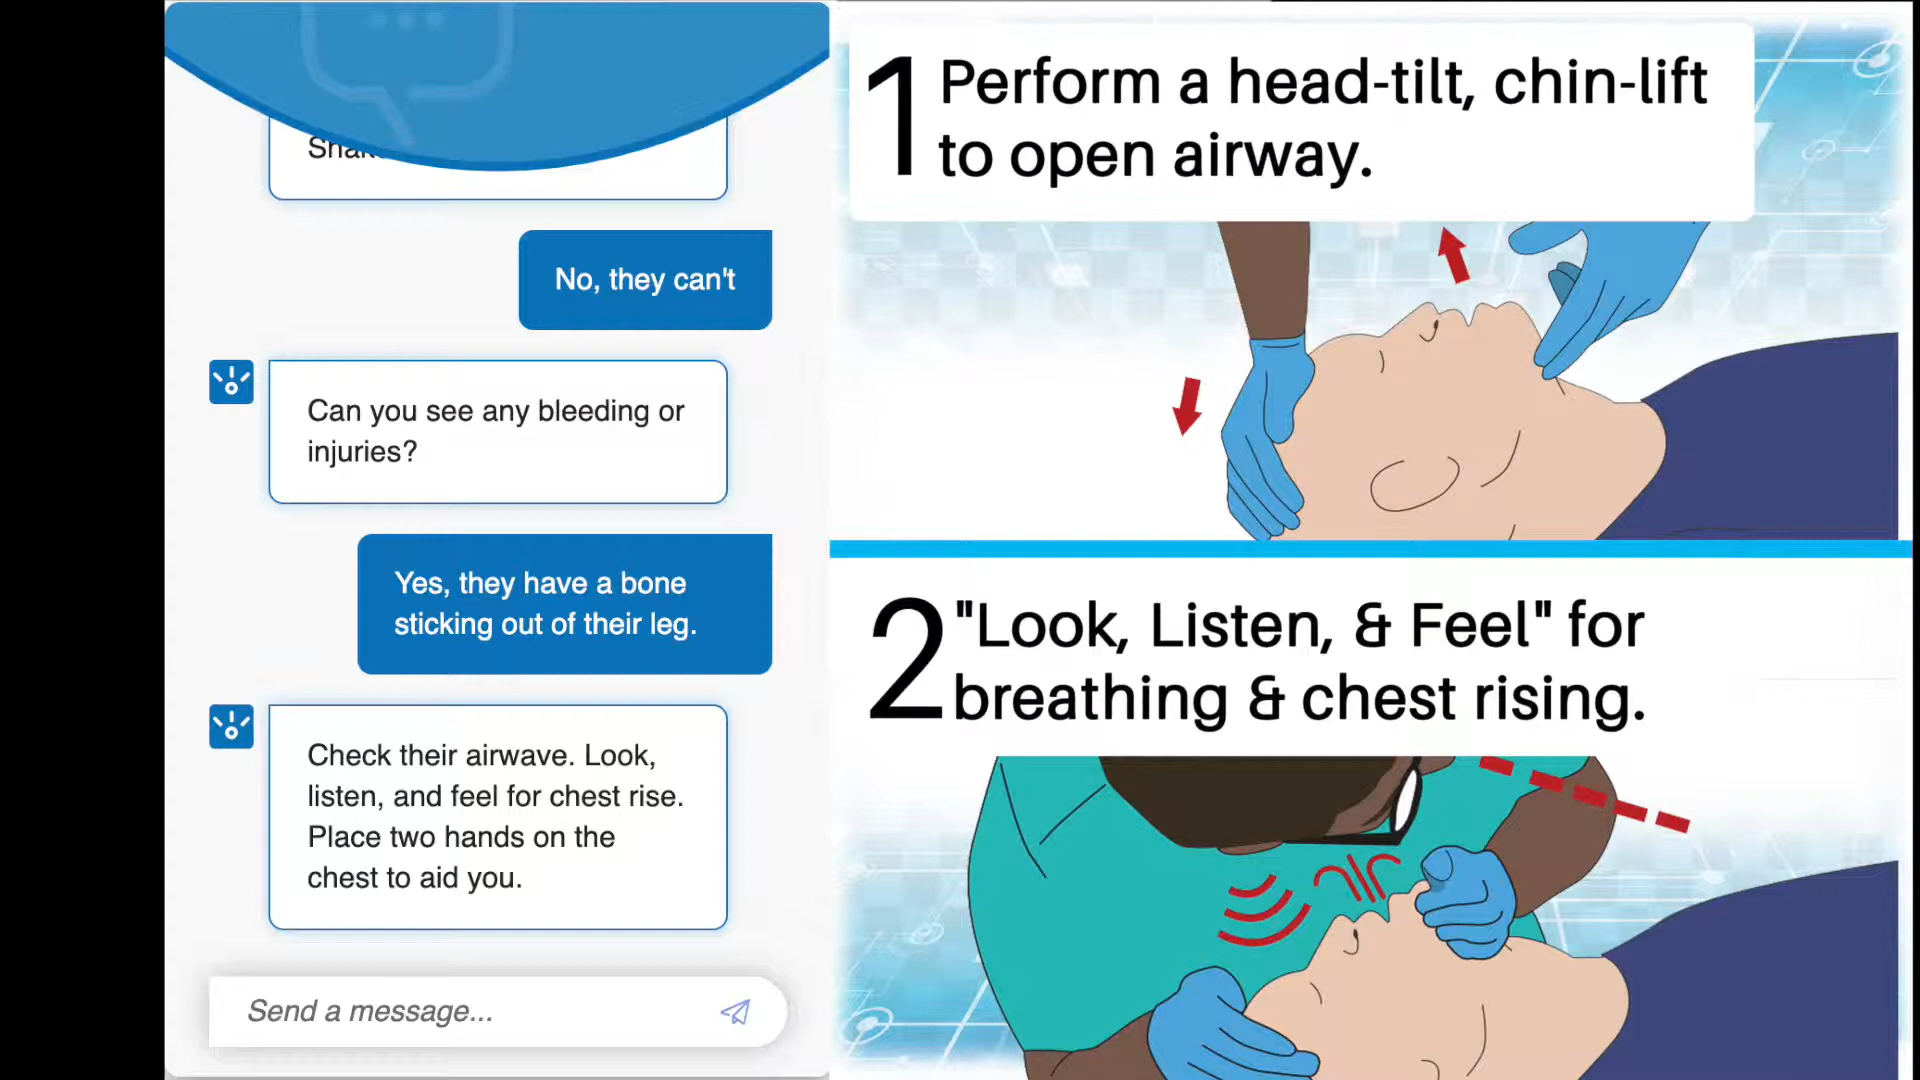 No, they can't
Can you see any bleeding or
injuries?
Yes, they have a bone
sticking out of their leg.
Check their airwave. Look,
listen, and feel for chest rise.
Place two hands on the
chest to aid you.
Send a message...
1 Perform a head-tilt, chin-lift
to open airway.
2 "Look, Listen, & Feel" for
breathing & chest rising.